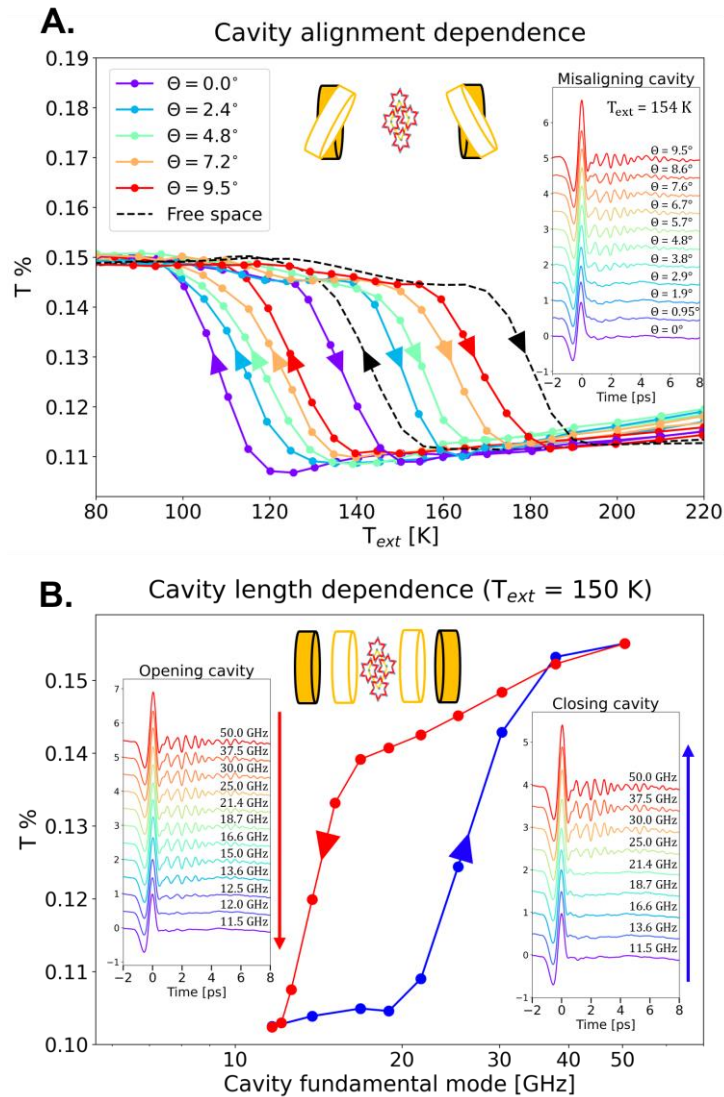 A.
Cavity alignment dependence
0.19
0.18
0.17
0.16
0.15
0.14
0.13
0.12
0.11
T %
Θ = 0.0°
Θ = 2.4°
Θ = 4.8°
Θ = 7.2°
Θ = 9.5°
Free space
Misaligning cavity
T_ext = 154 K
6
5
4
3
2
1
0
−1
Θ = 9.5°
Θ = 8.6°
Θ = 7.6°
Θ = 6.7°
Θ = 5.7°
Θ = 4.8°
Θ = 3.8°
Θ = 2.9°
Θ = 1.9°
Θ = 0.95°
Θ = 0°
−2 0 2 4 6 8
Time [ps]
80 100 120 140 160 180 200 220
T_ext [K]
B.
Cavity length dependence (T_ext = 150 K)
0.15
0.14
0.13
0.12
0.11
0.10
T %
Opening cavity
7
6
5
4
3
2
1
0
−1
50.0 GHz
37.5 GHz
30.0 GHz
25.0 GHz
21.4 GHz
18.7 GHz
16.6 GHz
15.0 GHz
13.6 GHz
12.5 GHz
12.0 GHz
11.5 GHz
−2 0 2 4 6 8
Time [ps]
Closing cavity
5
4
3
2
1
0
−1
50.0 GHz
37.5 GHz
30.0 GHz
25.0 GHz
21.4 GHz
18.7 GHz
16.6 GHz
13.6 GHz
11.5 GHz
−2 0 2 4 6 8
Time [ps]
10 20 30 40 50
Cavity fundamental mode [GHz]